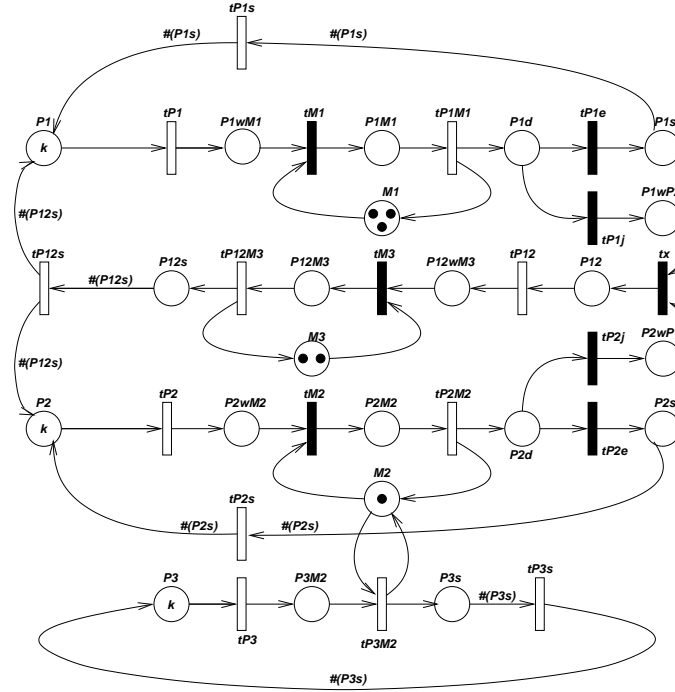 tP1s
#(P1s) #(P1s)
P1 tP1 P1wM1 tM1 P1M1 tP1M1 P1d tP1e P1s
k
M1
#(P12s)
tP1j P1wP
tP12s P12s tP12M3 P12M3 tM3 P12wM3 tP12 P12 tx
#(P12s)
M3
tP2j
P2wP
#(P12s)
P2 tP2 P2wM2 tM2 P2M2 tP2M2 P2s
k
P2d tP2e
M2
tP2s
#(P2s) #(P2s)
P3 P3M2 P3s tP3s
#(P3s)
k
tP3 tP3M2
#(P3s)